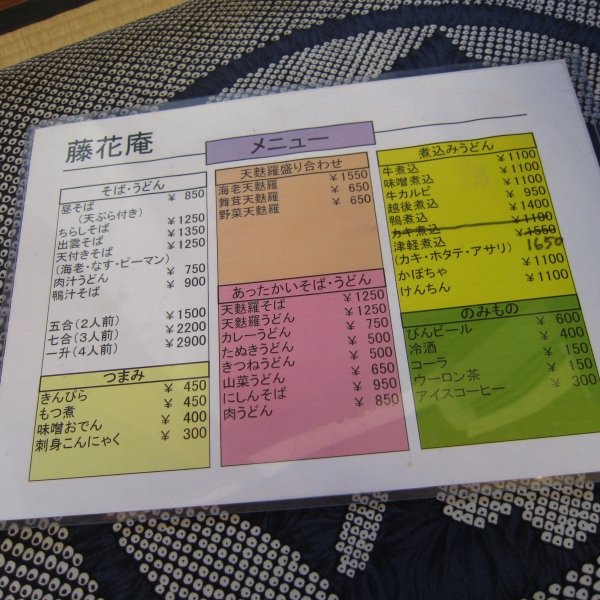 藤花庵
メニュー
そば・うどん
昼そば ¥ 850
(天ぷら付き)
ちらしそば ¥1250
出雲そば ¥1350
天付きそば ¥1250
(海老・なす・ピーマン)
肉汁うどん ¥ 750
鴨汁そば ¥ 900
五合(2人前) ¥1500
七合(3人前) ¥2200
一升(4人前) ¥2900
つまみ
きんぴら ¥ 450
もつ煮 ¥ 450
味噌おでん ¥ 400
刺身こんにゃく ¥ 300
天麩羅盛り合わせ
海老天麩羅 ¥1550
舞茸天麩羅 ¥ 650
野菜天麩羅 ¥ 650
あったかいそば・うどん
天麩羅そば ¥1250
天麩羅うどん ¥1250
カレーうどん ¥ 750
たぬきうどん ¥ 500
きつねうどん ¥ 500
山菜うどん ¥ 650
にしんそば ¥ 950
肉うどん ¥ 850
煮込みうどん
牛煮込 ¥1100
味噌煮込 ¥1100
牛カルビ ¥1100
越後煮込 ¥ 950
鴨煮込 ¥1400
カキ煮込 ¥1100
津軽煮込 ¥1550 1650
(カキ・ホタテ・アサリ)
かぼちゃ ¥1100
けんちん ¥1100
のみもの
びんビール ¥ 600
冷酒 ¥ 400
コーラ ¥ 150
ウーロン茶 ¥ 150
アイスコーヒー ¥ 300